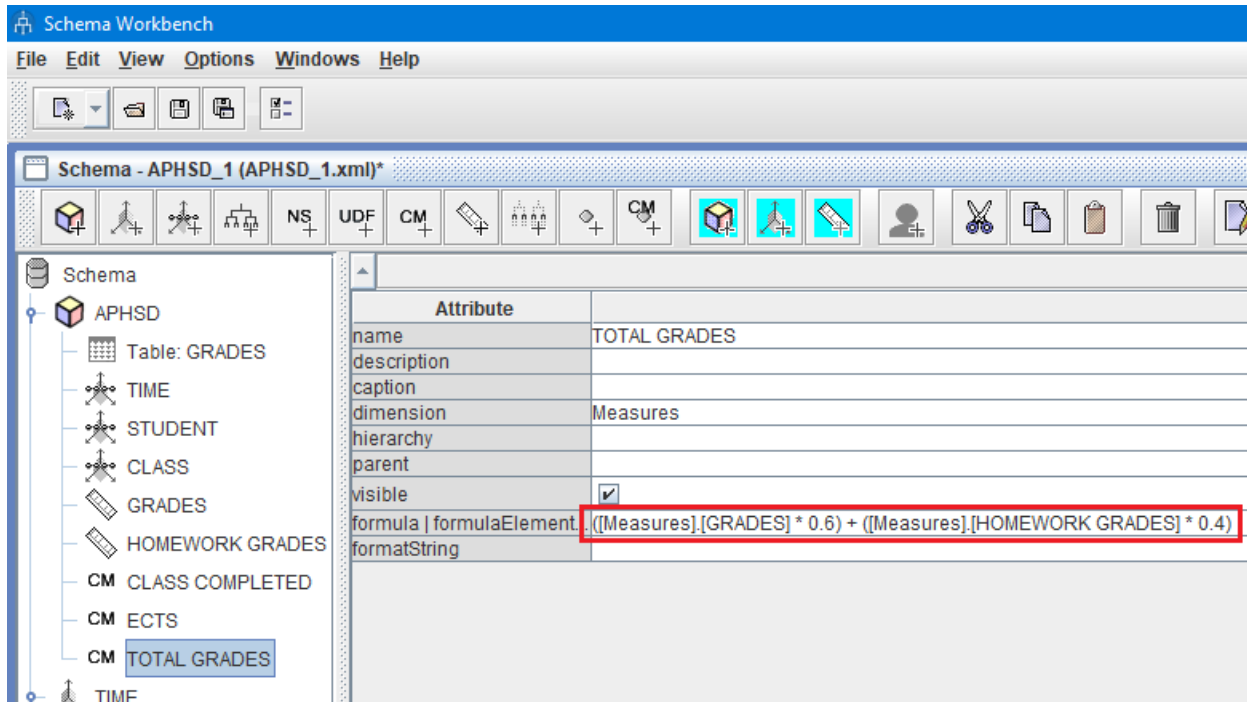 Schema Workbench
File Edit View Options Windows Help
Schema - APHSD_1 (APHSD_1.xml)*
NS UDF CM CM
Schema
APHSD
Table: GRADES
TIME
STUDENT
CLASS
GRADES
HOMEWORK GRADES
CM CLASS COMPLETED
CM ECTS
CM TOTAL GRADES
TIME
Attribute
name TOTAL GRADES
description
caption
dimension Measures
hierarchy
parent
visible
formula | formulaElement... ([Measures].[GRADES] * 0.6) + ([Measures].[HOMEWORK GRADES] * 0.4)
formatString